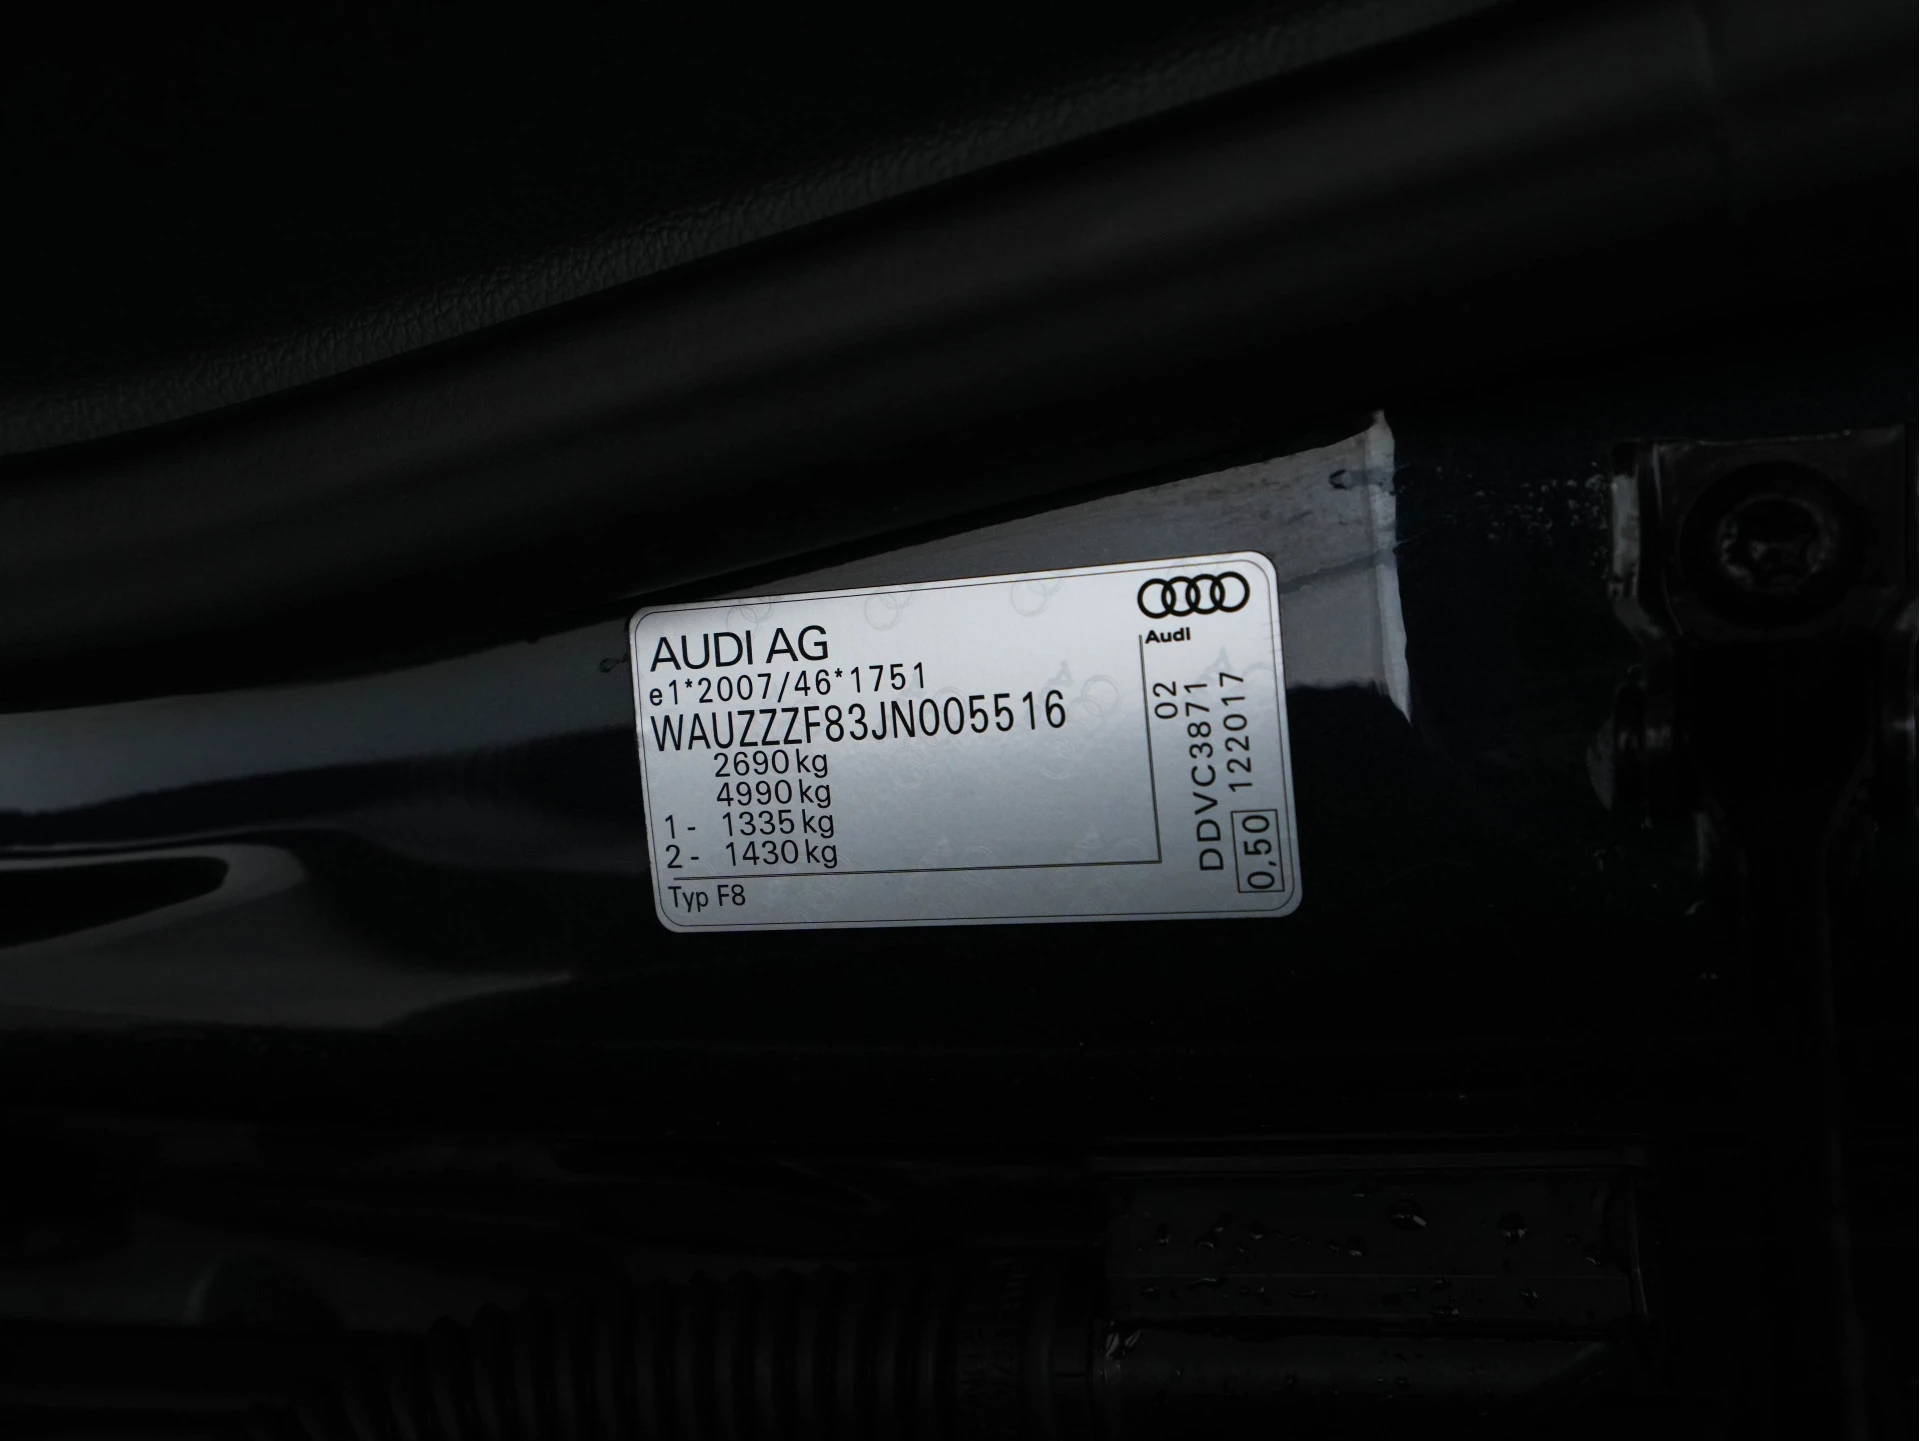 AUDI AG
e1*2007/46*1751
WAUZZZF83JN005516
2690 kg
4990 kg
1- 1335 kg
2- 1430 kg
Typ F8
Audi
02
DDVC3871
0,50 122017